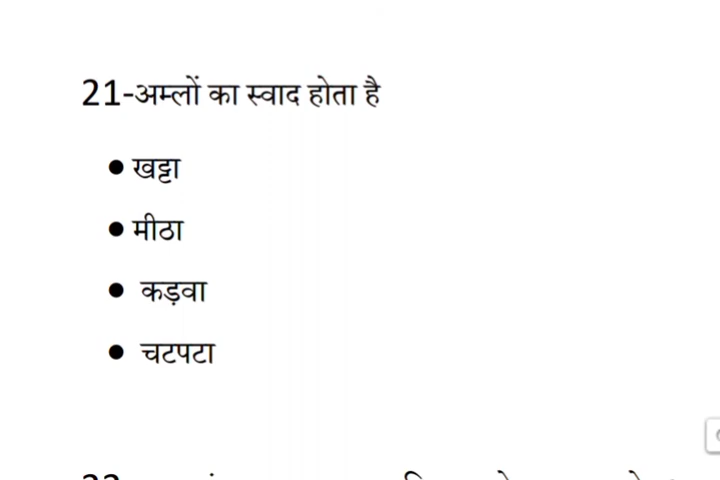 21-अम्लों का स्वाद होता है
● खट्टा
● मीठा
● कड़वा
● चटपटा